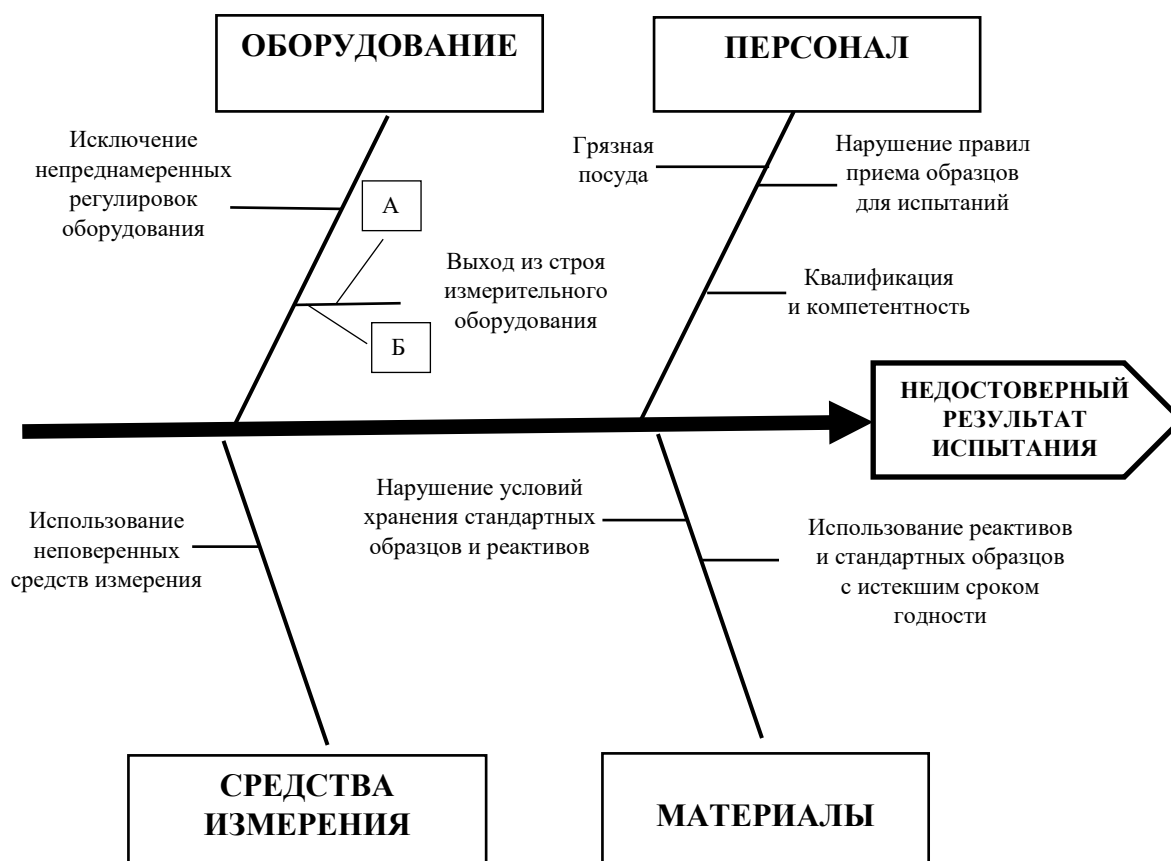 ОБОРУДОВАНИЕ
ПЕРСОНАЛ
Исключение
непреднамеренных
регулировок
оборудования
А
Выход из строя
измерительного
оборудования
Б
Грязная
посуда
Нарушение правил
приема образцов
для испытаний
Квалификация
и компетентность
НЕДОСТОВЕРНЫЙ
РЕЗУЛЬТАТ
ИСПЫТАНИЯ
Использование
неповеренных
средств измерения
Нарушение условий
хранения стандартных
образцов и реактивов
Использование реактивов
и стандартных образцов
с истекшим сроком
годности
СРЕДСТВА
ИЗМЕРЕНИЯ
МАТЕРИАЛЫ